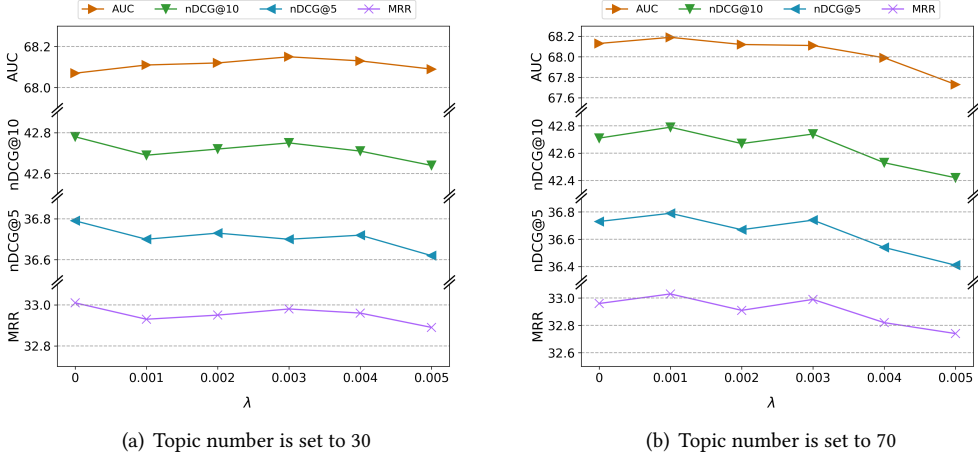 AUC nDCG@10 nDCG@5 MRR
68.2
68.0
AUC
42.8
42.6
nDCG@10
36.8
36.6
nDCG@5
33.0
32.8
MRR
0 0.001 0.002 0.003 0.004 0.005
λ
(a) Topic number is set to 30
AUC nDCG@10 nDCG@5 MRR
68.2
68.0
67.8
67.6
AUC
42.8
42.6
42.4
nDCG@10
36.8
36.6
36.4
nDCG@5
33.0
32.8
32.6
MRR
0 0.001 0.002 0.003 0.004 0.005
λ
(b) Topic number is set to 70